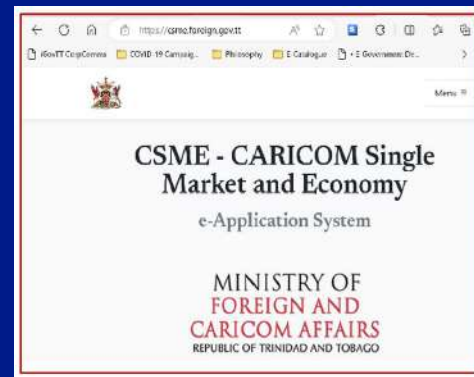 https://csme.foreign.gov.tt
iGovTT CorpComms COVID-19 Campaig... Philosophy E Catalogue E Government De...
Menu
CSME - CARICOM Single
Market and Economy
e-Application System
MINISTRY OF
FOREIGN AND
CARICOM AFFAIRS
REPUBLIC OF TRINIDAD AND TOBAGO